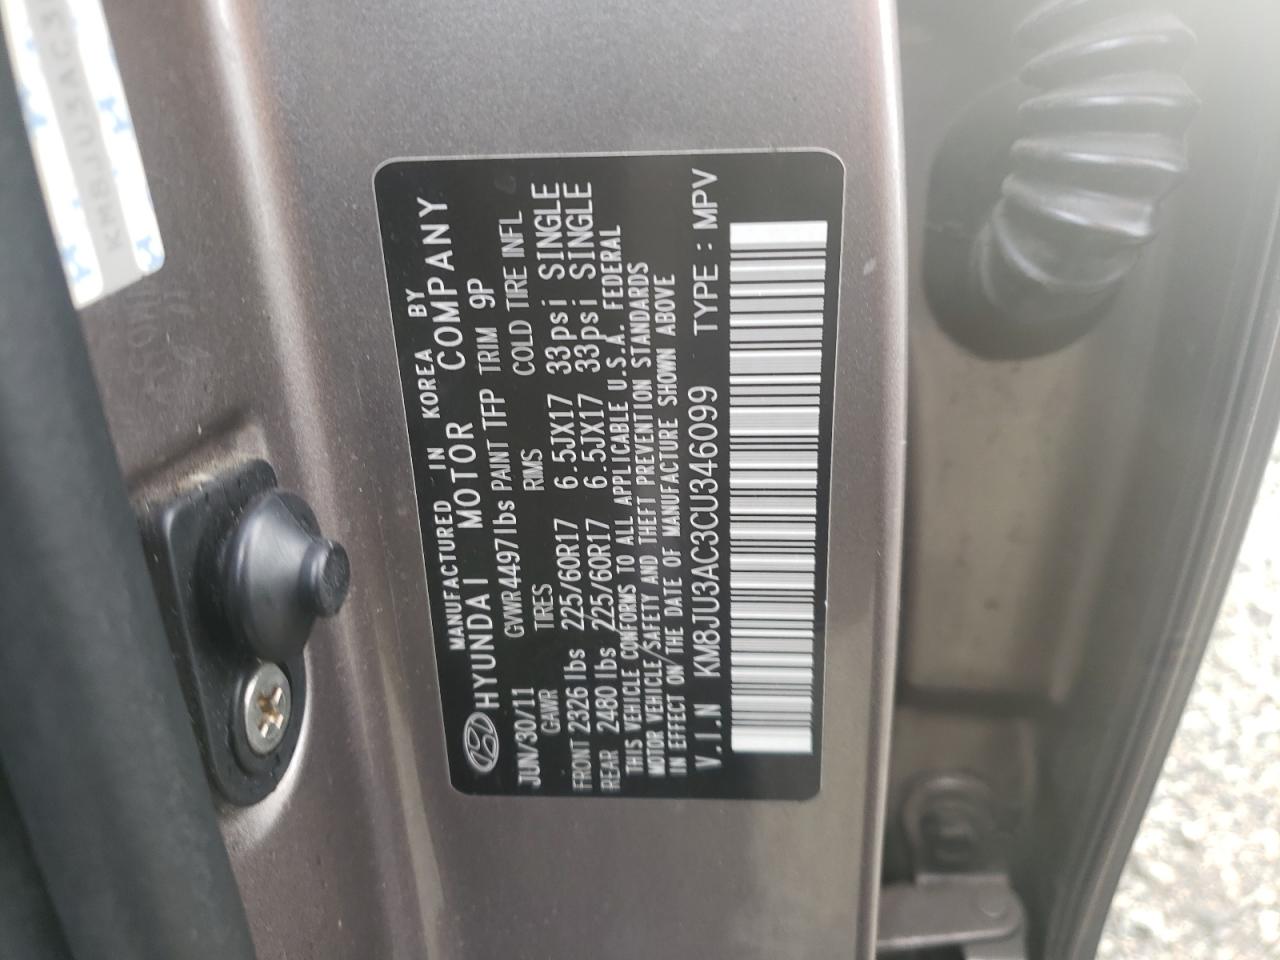 MANUFACTURED IN KOREA BY
HYUNDAI MOTOR COMPANY
JUN/30/11 GVWR 4497 lbs PAINT TFP TRIM 9P
GAWR TIRES RIMS COLD TIRE INFL
FRONT 2326 lbs 225/60R17 6.5JX17 33psi SINGLE
REAR 2480 lbs 225/60R17 6.5JX17 33psi SINGLE
THIS VEHICLE CONFORMS TO ALL APPLICABLE U.S.A. FEDERAL
MOTOR VEHICLE/SAFETY AND THEFT PREVENTION STANDARDS
IN EFFECT ON THE DATE OF MANUFACTURE SHOWN ABOVE
V.I.N KM8JU3AC3CU346099 TYPE : MPV
KM8JU3AC3